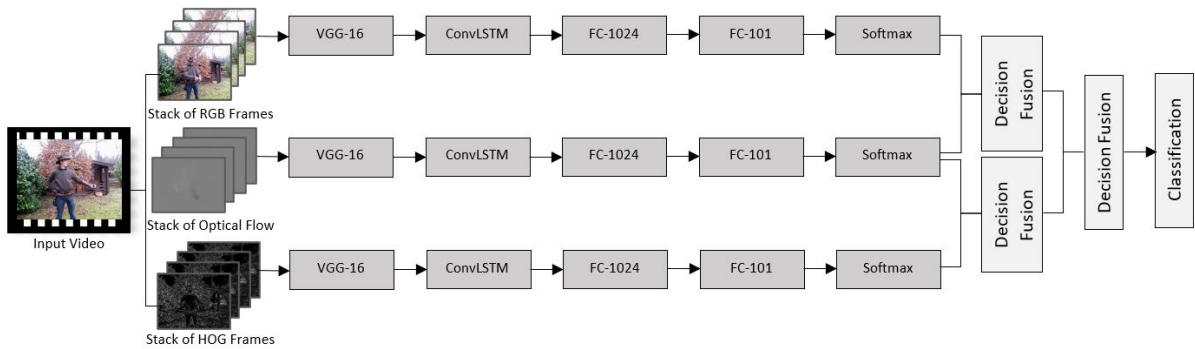 VGG-16
ConvLSTM
FC-1024
FC-101
Softmax
Stack of RGB Frames
Decision
Fusion
VGG-16
ConvLSTM
FC-1024
FC-101
Softmax
Stack of Optical Flow
Input Video
Decision
Fusion
Decision Fusion
Classification
VGG-16
ConvLSTM
FC-1024
FC-101
Softmax
Stack of HOG Frames